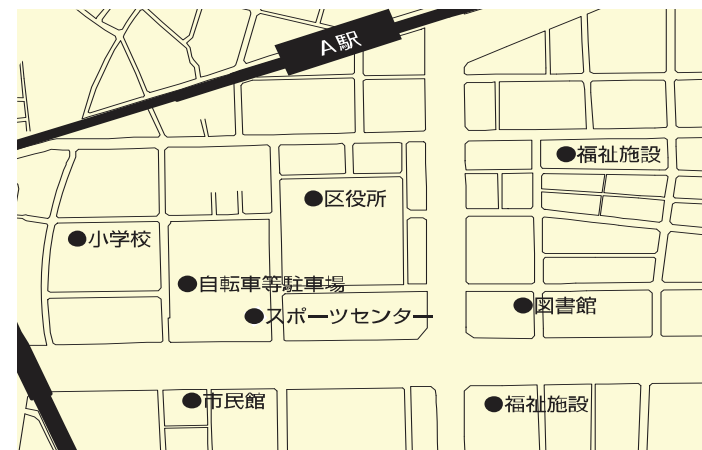 A駅
福祉施設
区役所
小学校
自転車等駐車場
図書館
スポーツセンター
市民館
福祉施設